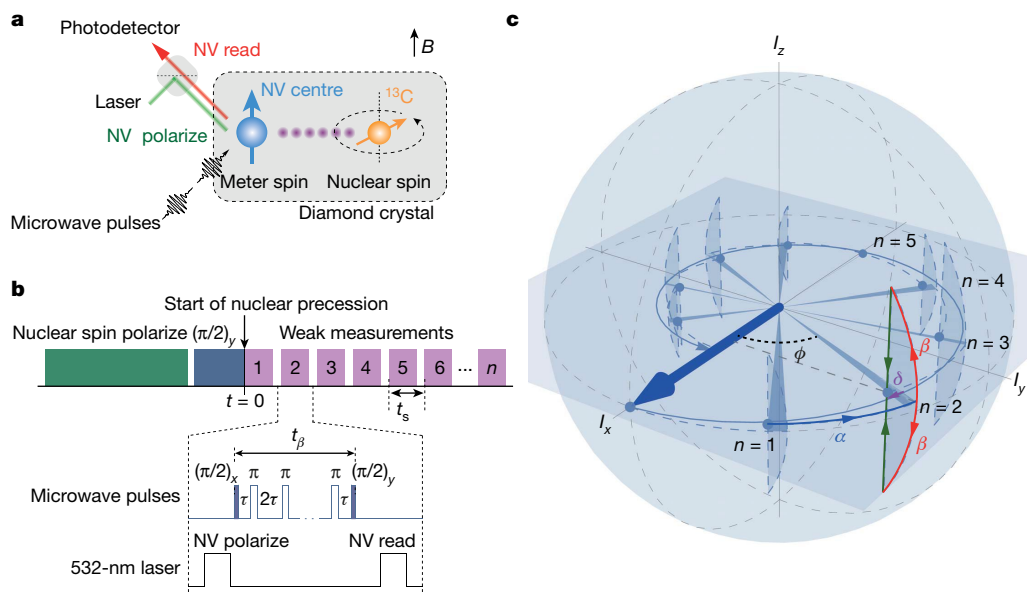 a
Photodetector
NV read
B
Laser
NV centre
¹³C
NV polarize
Meter spin
Nuclear spin
Microwave pulses
Diamond crystal
b
Start of nuclear precession
Nuclear spin polarize (π/2)y
Weak measurements
1 2 3 4 5 6 ... n
t = 0
ts
tβ
(π/2)x π π π (π/2)y
Microwave pulses
τ 2τ τ
NV polarize
NV read
532-nm laser
c
Iz
n = 5
n = 4
n = 3
β
ϕ
Iy
δ
n = 2
Ix
n = 1
α
β